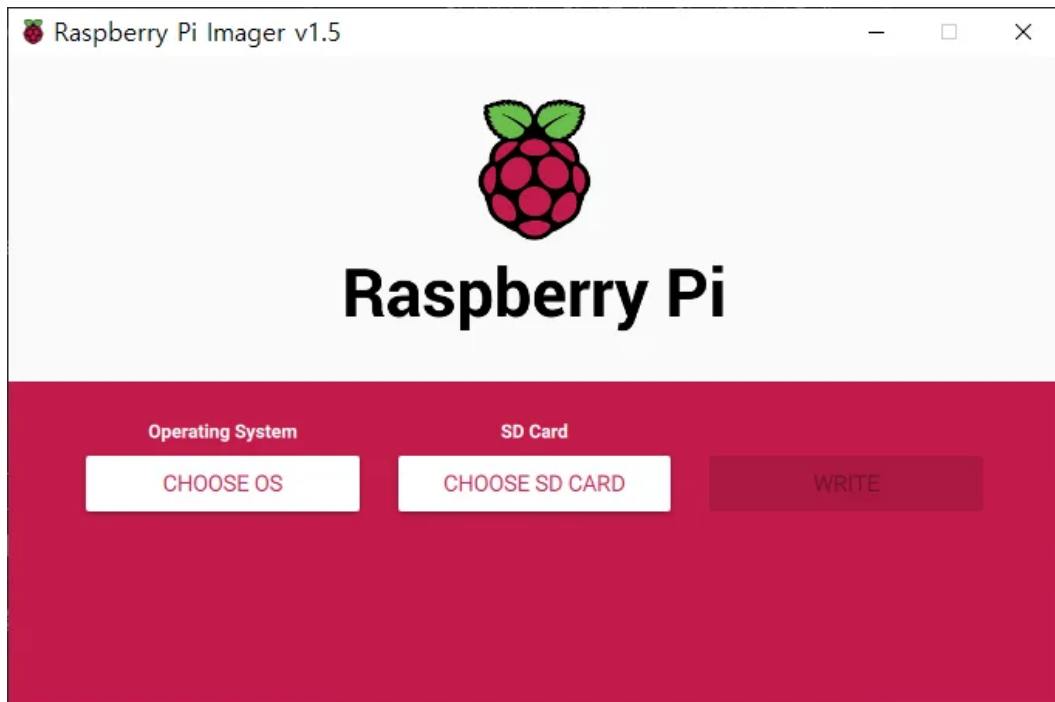 Raspberry Pi Imager v1.5
Raspberry Pi
Operating System
SD Card
CHOOSE OS
CHOOSE SD CARD
WRITE